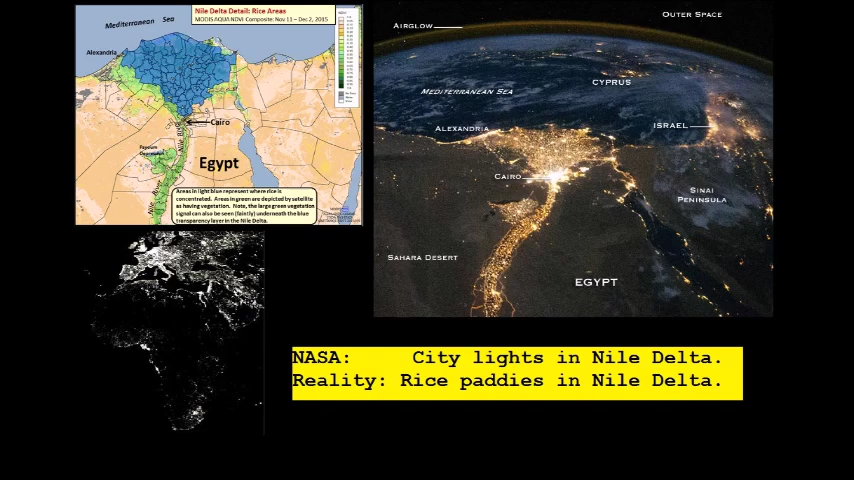 Mediterranean Sea
Nile Delta Detail: Rice Areas
MODIS AQUA NDVI Composite: Nov 11 – Dec 2, 2015
Alexandria
Cairo
Fayoum
Depression
Nile River
Egypt
Areas in light blue represent where rice is
concentrated. Areas in green are depicted by satellite
as having vegetation. Note, the large green vegetation
signal can also be seen (faintly) underneath the blue
transparency layer in the Nile Delta.
AIRGLOW
OUTER SPACE
CYPRUS
MEDITERRANEAN SEA
ALEXANDRIA
ISRAEL
CAIRO
SINAI
PENINSULA
SAHARA DESERT
EGYPT
NASA: City lights in Nile Delta.
Reality: Rice paddies in Nile Delta.